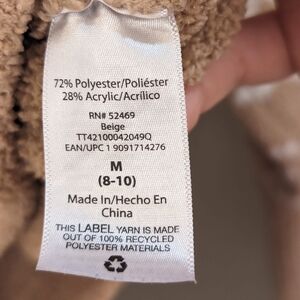 72% Polyester/Poliéster
28% Acrylic/Acrílico
RN# 52469
Beige
TT42100042049Q
EAN/UPC 1 9091714276
M
(8-10)
Made In/Hecho En
China
THIS LABEL YARN IS MADE
OUT OF 100% RECYCLED
POLYESTER MATERIALS